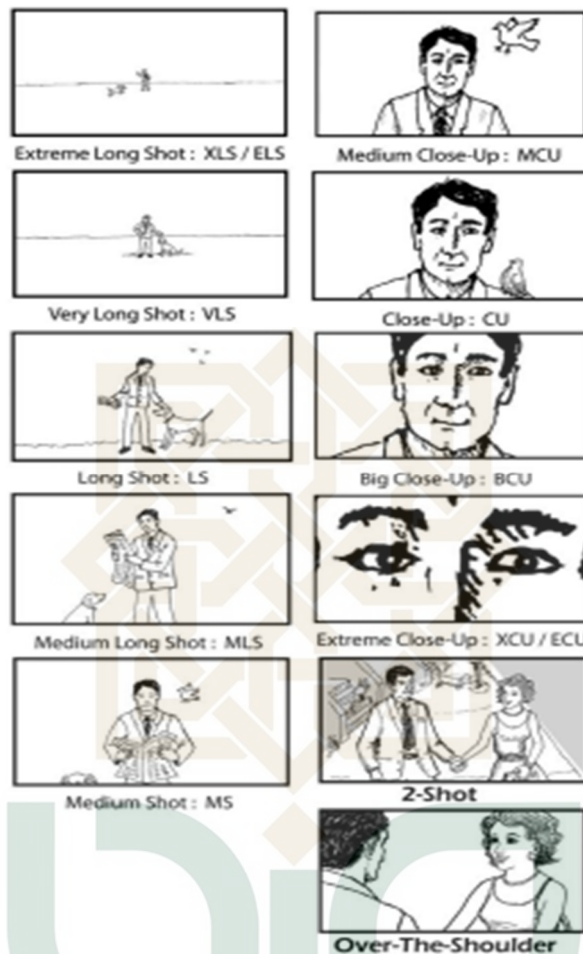 Extreme Long Shot : XLS / ELS
Very Long Shot : VLS
Long Shot : LS
Medium Long Shot : MLS
Medium Shot : MS
Medium Close-Up : MCU
Close-Up : CU
Big Close-Up : BCU
Extreme Close-Up : XCU / ECU
2-Shot
Over-The-Shoulder